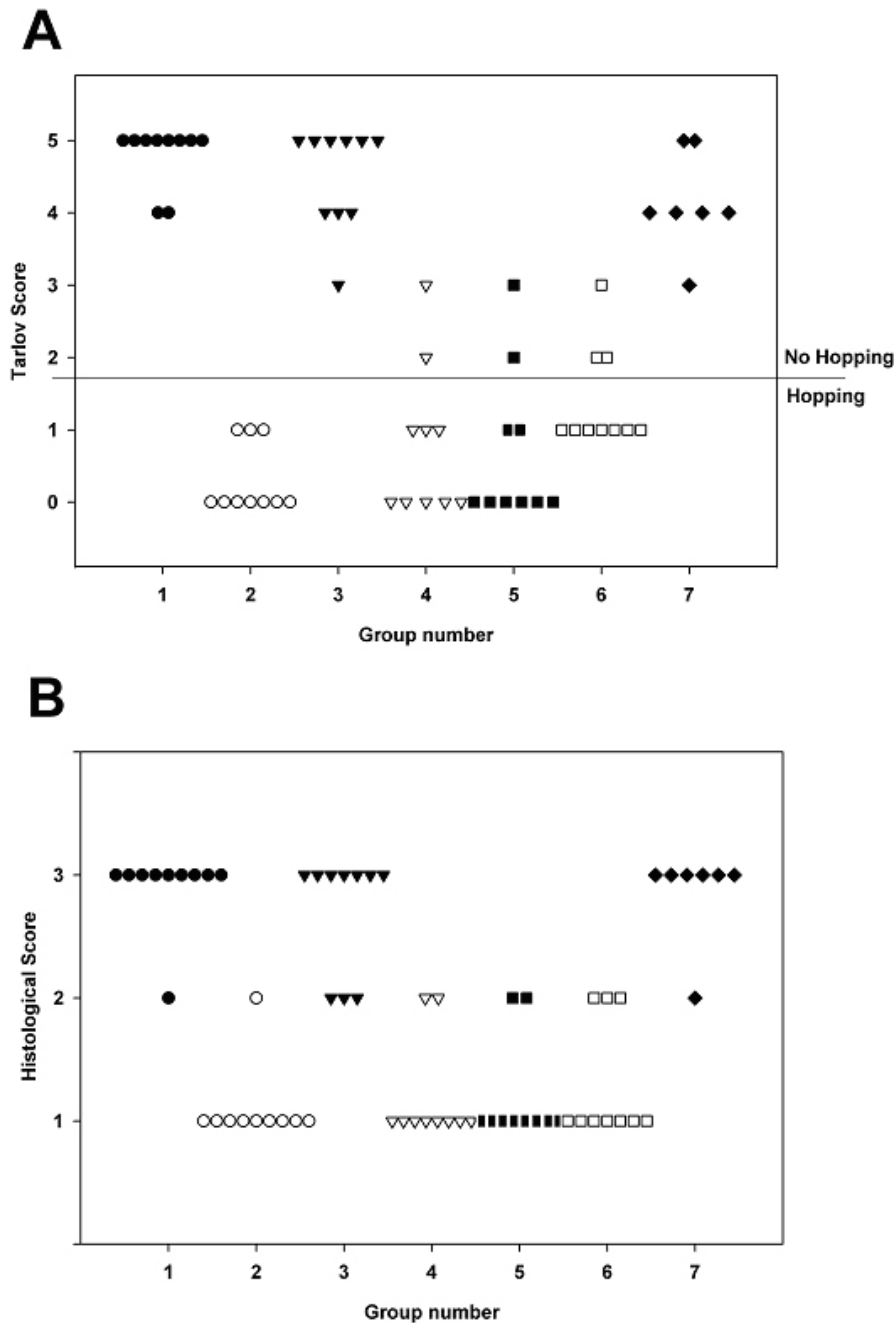 A
5
4
3
2
1
0
Tarlov Score
No Hopping
Hopping
1 2 3 4 5 6 7
Group number
B
3
2
1
Histological Score
1 2 3 4 5 6 7
Group number